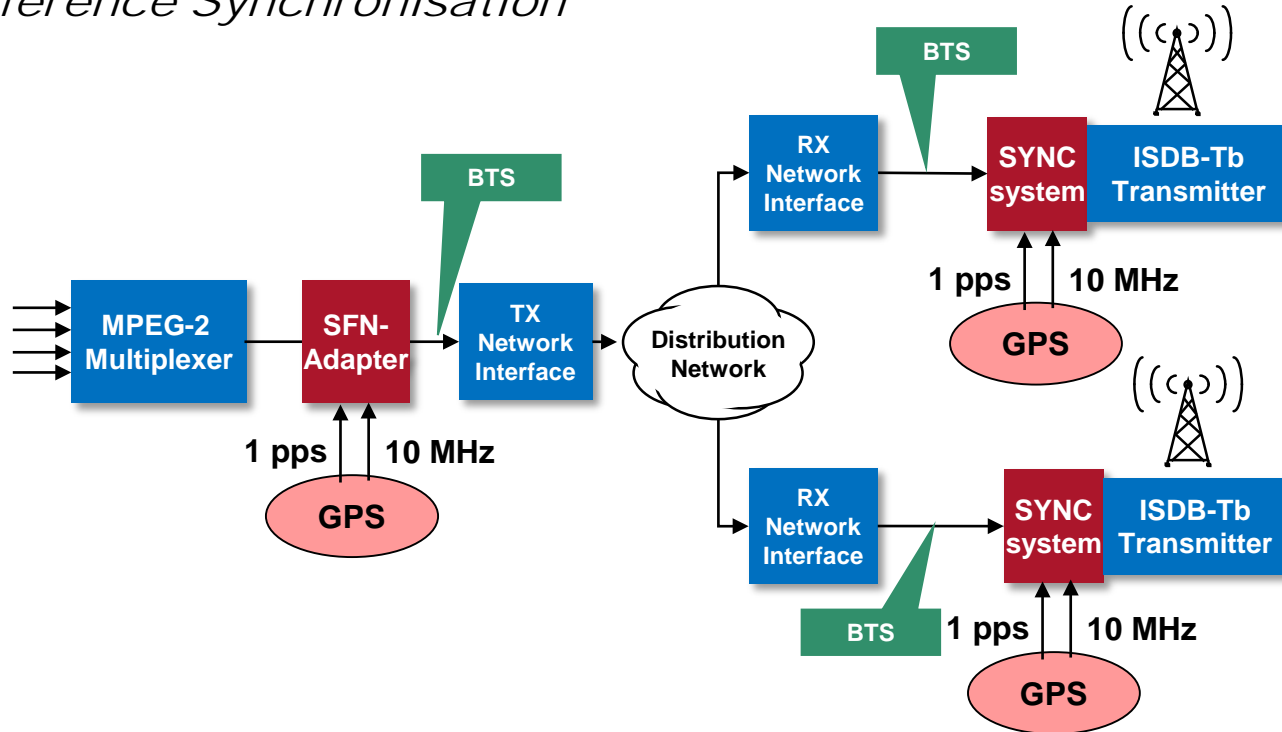 ference Synchronisation
BTS
RX
Network
Interface
SYNC
system
ISDB-Tb
Transmitter
BTS
1 pps
10 MHz
GPS
MPEG-2
Multiplexer
SFN-
Adapter
TX
Network
Interface
Distribution
Network
1 pps
10 MHz
GPS
RX
Network
Interface
SYNC
system
ISDB-Tb
Transmitter
BTS
1 pps
10 MHz
GPS